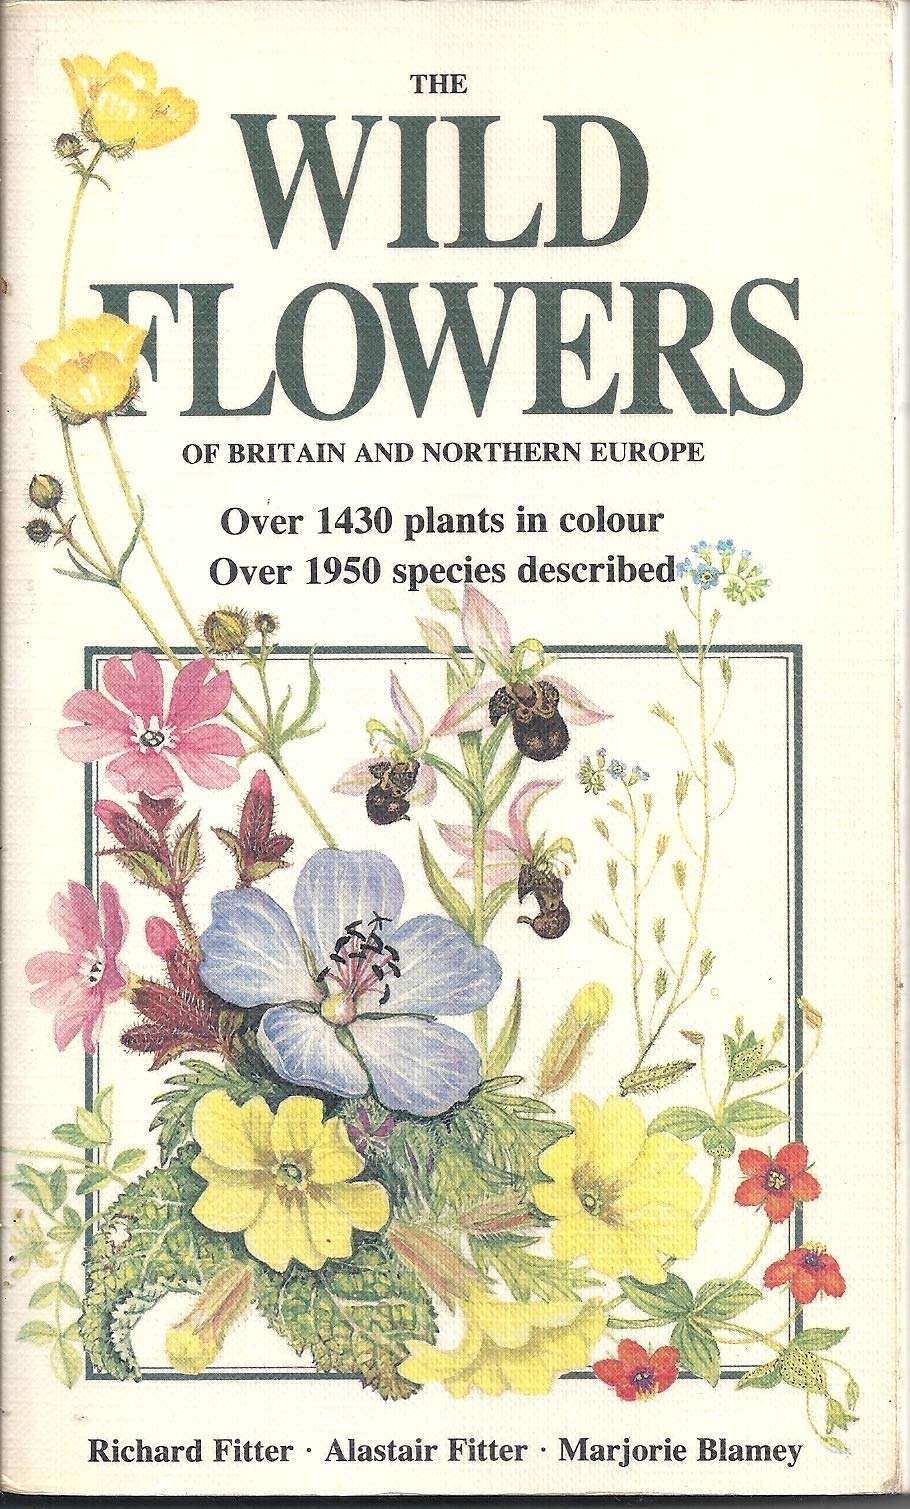 THE
WILD
FLOWERS
OF BRITAIN AND NORTHERN EUROPE
Over 1430 plants in colour
Over 1950 species described
Richard Fitter · Alastair Fitter · Marjorie Blamey